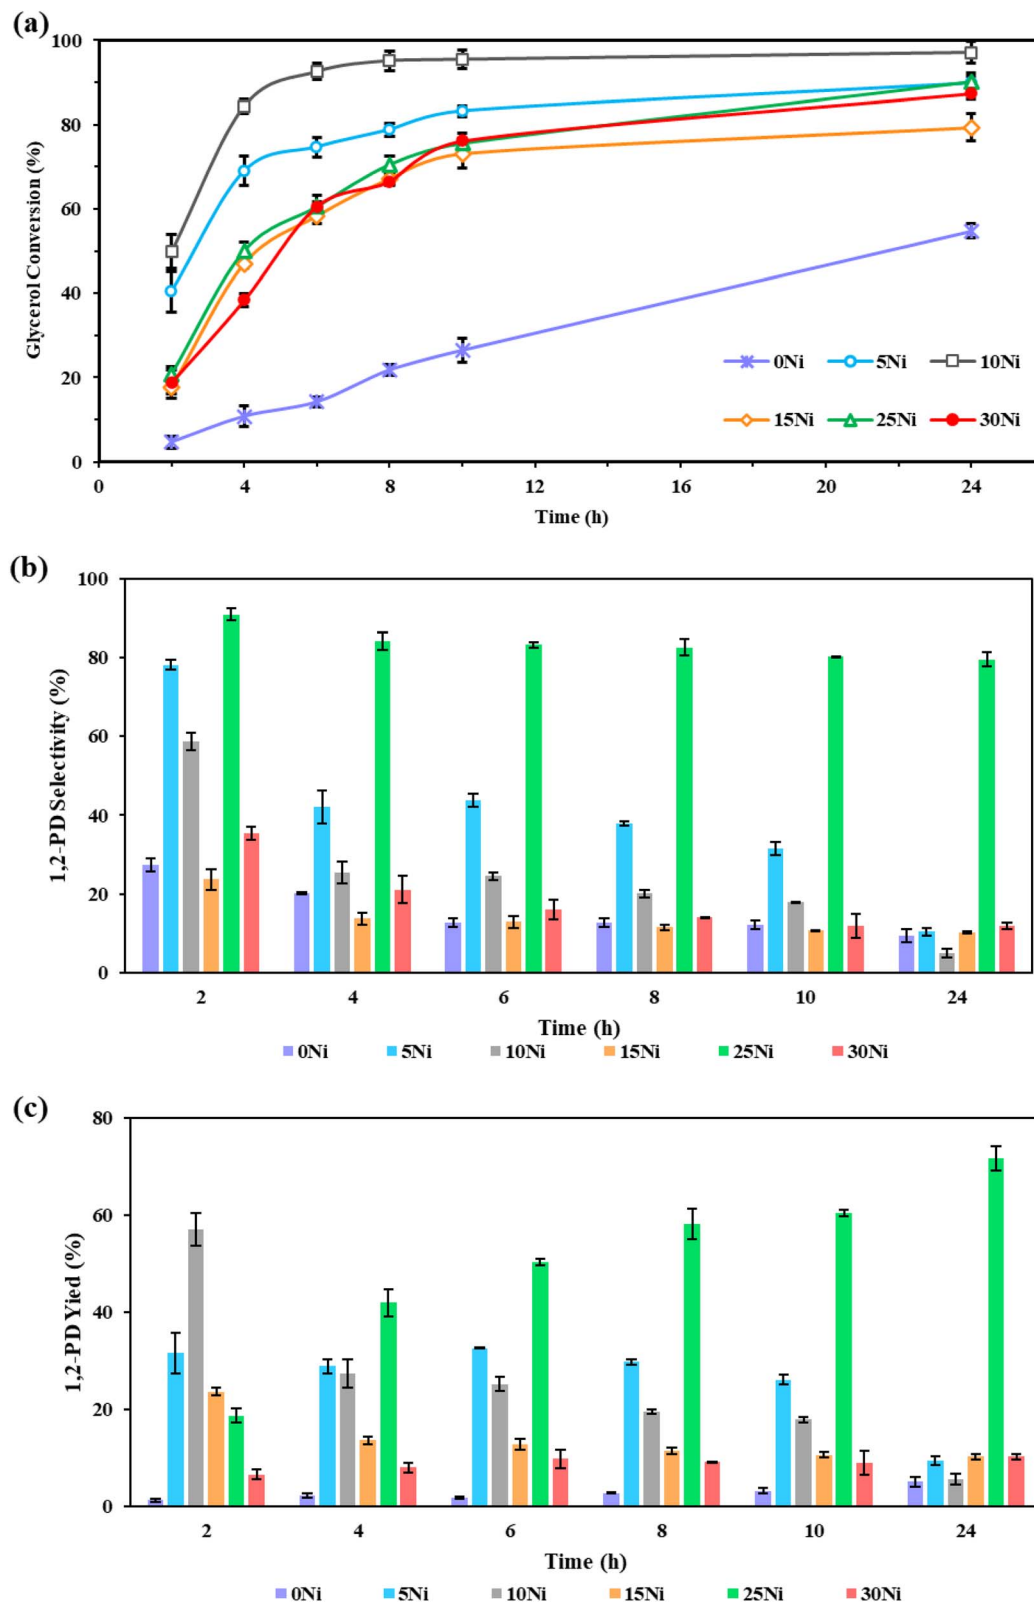 (a)
100
80
60
40
20
0
Glycerol Conversion (%)
0Ni 5Ni 10Ni
15Ni 25Ni 30Ni
0 4 8 12 16 20 24
Time (h)
(b)
100
80
60
40
20
0
1,2-PD Selectivity (%)
2 4 6 8 10 24
Time (h)
0Ni 5Ni 10Ni 15Ni 25Ni 30Ni
(c)
80
60
40
20
0
1,2-PD Yied (%)
2 4 6 8 10 24
Time (h)
0Ni 5Ni 10Ni 15Ni 25Ni 30Ni